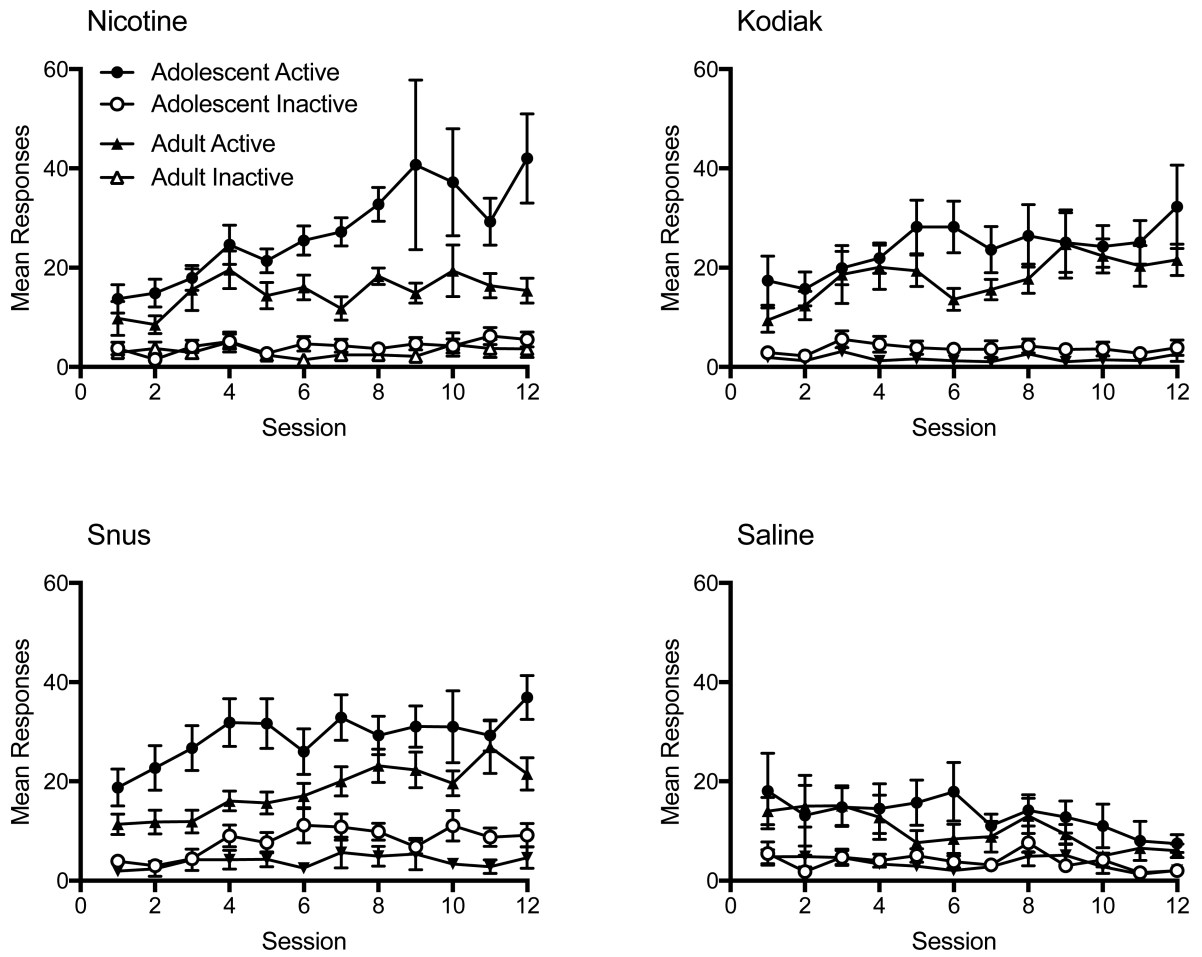 Nicotine
Adolescent Active
Adolescent Inactive
Adult Active
Adult Inactive
Mean Responses
60
40
20
0
0 2 4 6 8 10 12
Session
Kodiak
Mean Responses
60
40
20
0
0 2 4 6 8 10 12
Session
Snus
Mean Responses
60
40
20
0
0 2 4 6 8 10 12
Session
Saline
Mean Responses
60
40
20
0
0 2 4 6 8 10 12
Session